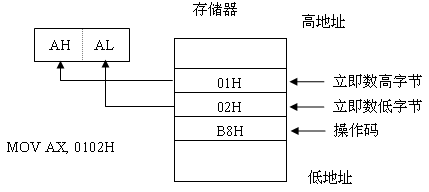 存储器
高地址
AH AL
01H 立即数高字节
02H 立即数低字节
B8H 操作码
MOV AX, 0102H
低地址